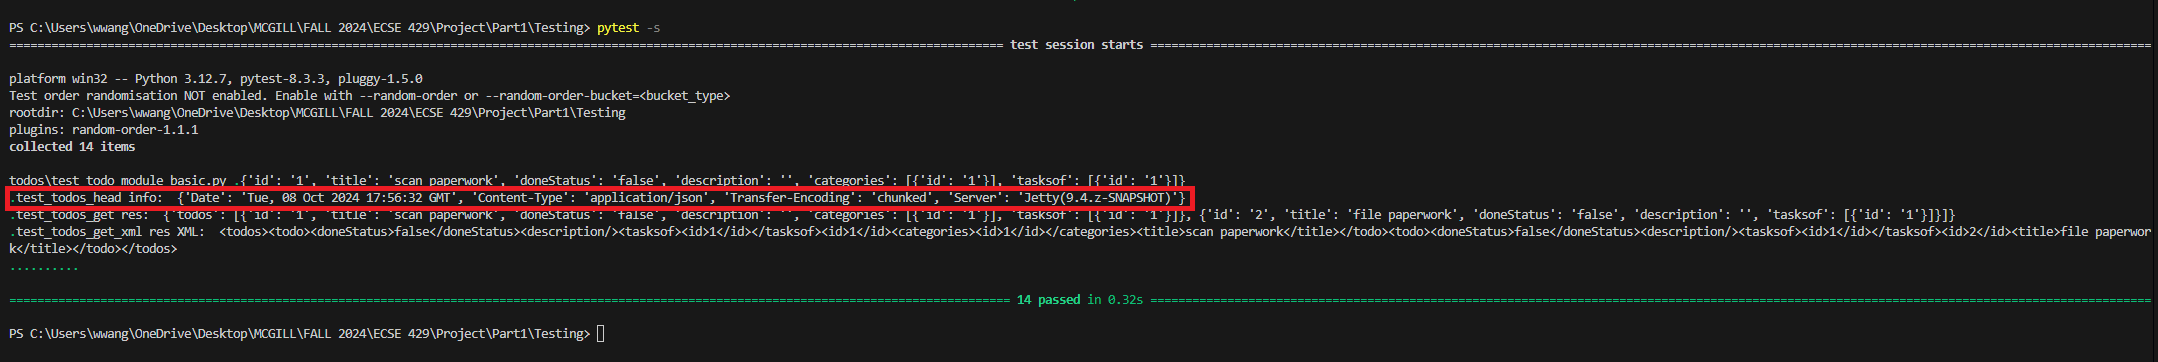 PS C:\Users\wwang\OneDrive\Desktop\MCGILL\FALL 2024\ECSE 429\Project\Part1\Testing> pytest -s
test session starts
platform win32 -- Python 3.12.7, pytest-8.3.3, pluggy-1.5.0
Test order randomisation NOT enabled. Enable with --random-order or --random-order-bucket=<bucket_type>
rootdir: C:\Users\wwang\OneDrive\Desktop\MCGILL\FALL 2024\ECSE 429\Project\Part1\Testing
plugins: random-order-1.1.1
collected 14 items
todos\test_todo_module_basic.py .{'id': '1', 'title': 'scan paperwork', 'doneStatus': 'false', 'description': '', 'categories': [{'id': '1'}], 'tasksof': [{'id': '1'}]}
.test_todos_head info:  {'Date': 'Tue, 08 Oct 2024 17:56:32 GMT', 'Content-Type': 'application/json', 'Transfer-Encoding': 'chunked', 'Server': 'Jetty(9.4.z-SNAPSHOT)'}
.test_todos_get res:  {'todos': [{'id': '1', 'title': 'scan paperwork', 'doneStatus': 'false', 'description': '', 'categories': [{'id': '1'}], 'tasksof': [{'id': '1'}]}, {'id': '2', 'title': 'file paperwork', 'doneStatus': 'false', 'description': '', 'tasksof': [{'id': '1'}]}]}
.test_todos_get_xml res XML:  <todos><todo><doneStatus>false</doneStatus><description/><tasksof><id>1</id></tasksof><id>1</id><categories><id>1</id></categories><title>scan paperwork</title></todo><todo><doneStatus>false</doneStatus><description/><tasksof><id>1</id></tasksof><id>2</id><title>file paperwor
k</title></todo></todos>
..........
14 passed in 0.32s
PS C:\Users\wwang\OneDrive\Desktop\MCGILL\FALL 2024\ECSE 429\Project\Part1\Testing>